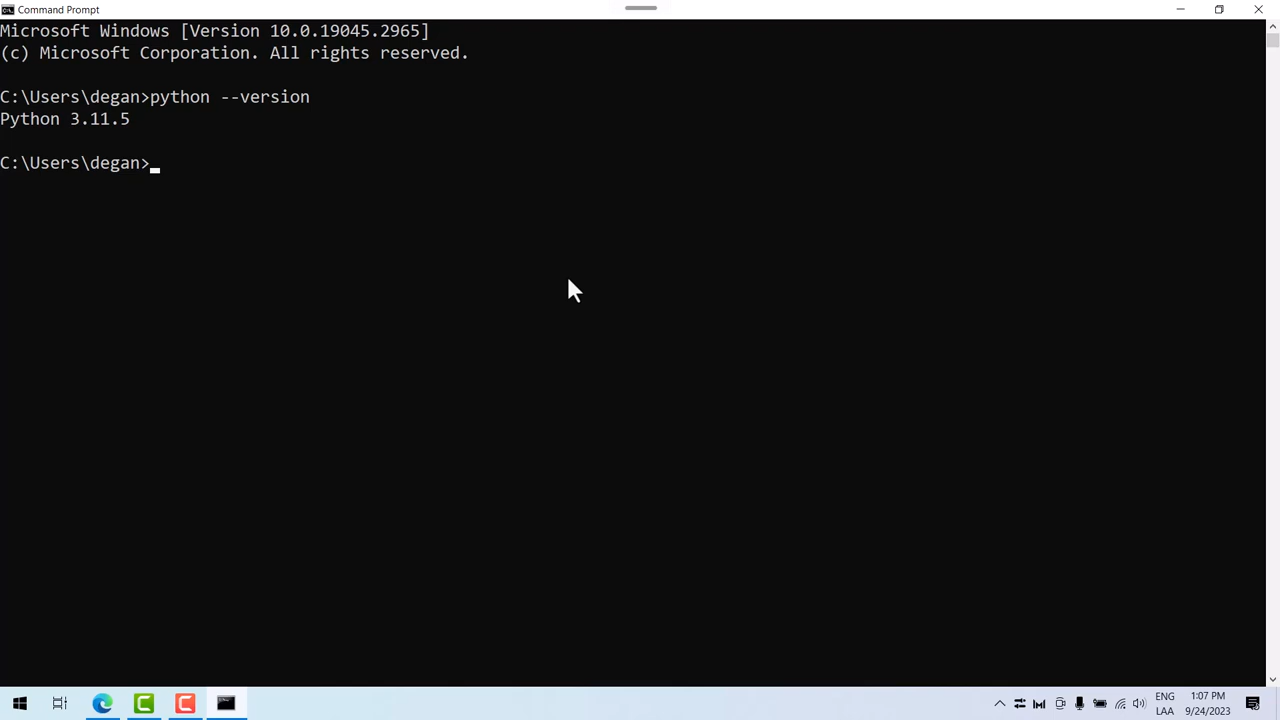 Command Prompt
Microsoft Windows [Version 10.0.19045.2965]
(c) Microsoft Corporation. All rights reserved.
C:\Users\degan>python --version
Python 3.11.5
C:\Users\degan>
ENG
LAA
1:07 PM
9/24/2023